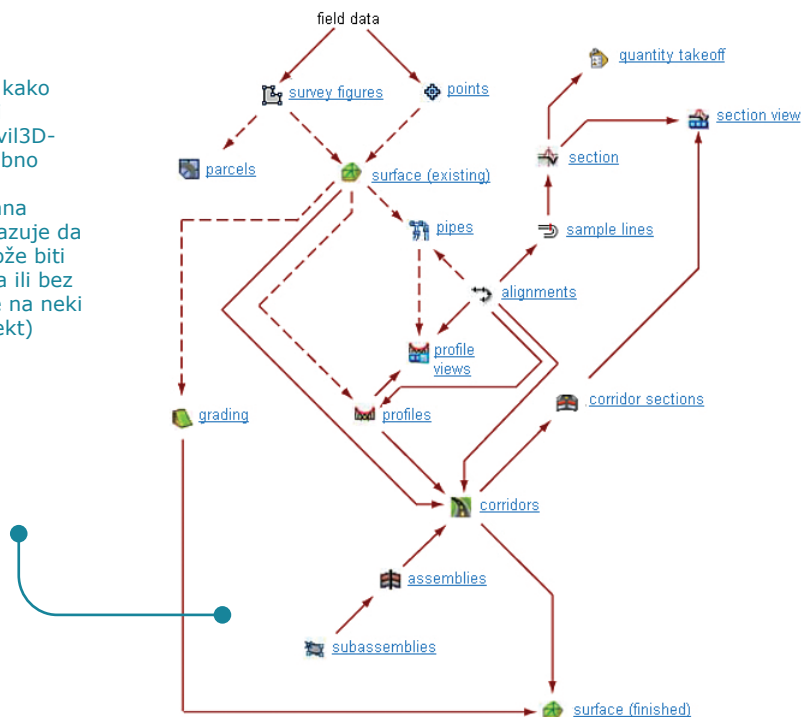 field data
kako
vil3D-
bno
ana
azuje da
ože biti
a ili bez
e na neki
ekt)
survey figures
points
quantity takeoff
section view
parcels
surface (existing)
section
pipes
sample lines
alignments
profile
views
grading
profiles
corridor sections
corridors
assemblies
subassemblies
surface (finished)